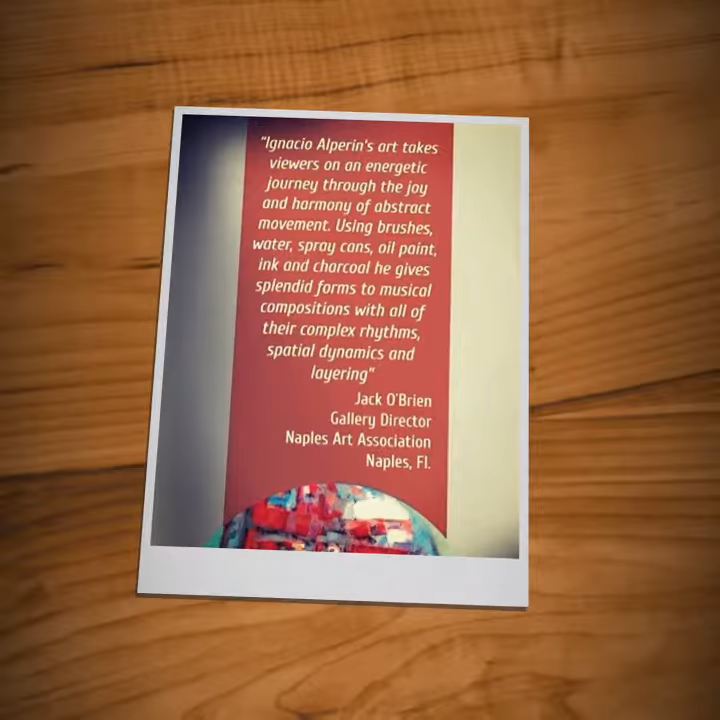 "Ignacio Alperin's art takes
viewers on an energetic
journey through the joy
and harmony of abstract
movement. Using brushes,
water, spray cans, oil paint,
ink and charcoal he gives
splendid forms to musical
compositions with all of
their complex rhythms,
spatial dynamics and
layering"
Jack O'Brien
Gallery Director
Naples Art Association
Naples, Fl.